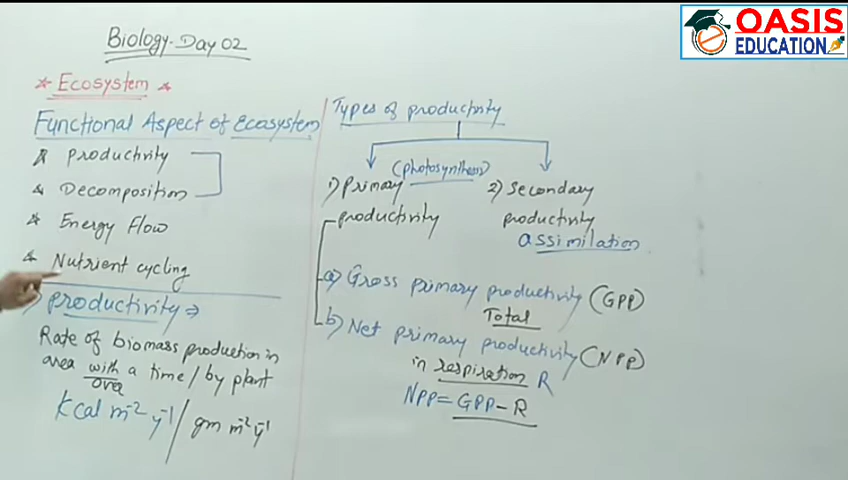 Biology-Day 02
Ecosystem
Functional Aspect of Ecosystem
Productivity
Decomposition
Energy Flow
Nutrient cycling
productivity ⇒
Rate of biomass production in
area with a time / by plant
over
Kcal m⁻² y⁻¹ / gm m⁻² y⁻¹
Types of productivity
(photosynthesis)
1) Primary
productivity
2) Secondary
productivity
assimilation
a) Gross primary productivity (GPP)
Total
b) Net primary productivity (NPP)
in respiration R
NPP = GPP - R
OASIS
EDUCATION